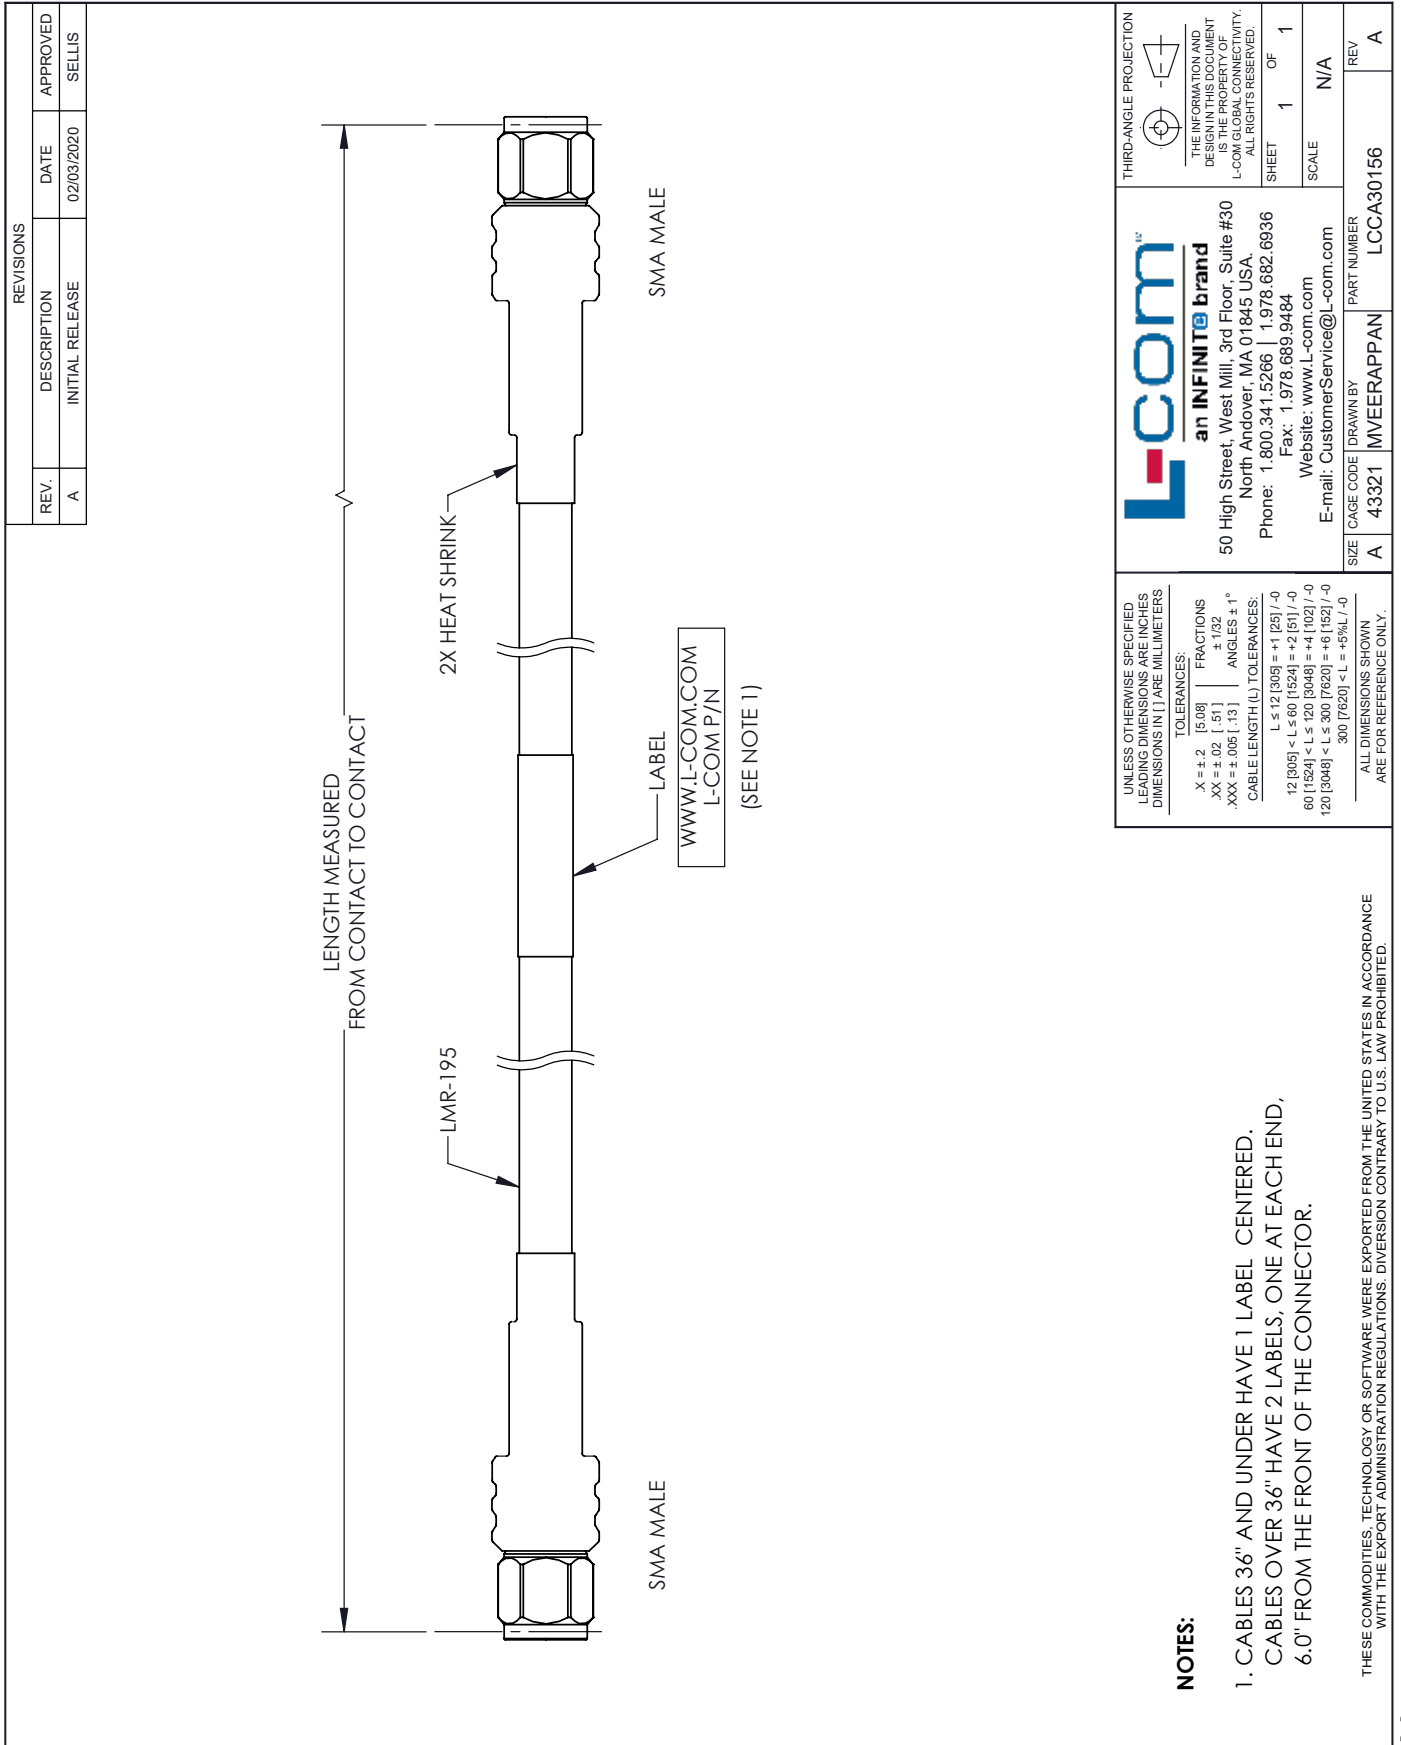 REVISIONS
REV. DESCRIPTION DATE APPROVED
A INITIAL RELEASE 02/03/2020 SELLIS
LENGTH MEASURED
FROM CONTACT TO CONTACT
LMR-195
2X HEAT SHRINK
LABEL
WWW.L-COM.COM
L-COM P/N
(SEE NOTE 1)
SMA MALE
SMA MALE
NOTES:
1. CABLES 36" AND UNDER HAVE 1 LABEL CENTERED.
CABLES OVER 36" HAVE 2 LABELS, ONE AT EACH END,
6.0" FROM THE FRONT OF THE CONNECTOR.
THESE COMMODITIES, TECHNOLOGY OR SOFTWARE WERE EXPORTED FROM THE UNITED STATES IN ACCORDANCE
WITH THE EXPORT ADMINISTRATION REGULATIONS. DIVERSION CONTRARY TO U.S. LAW PROHIBITED.
UNLESS OTHERWISE SPECIFIED
LEADING DIMENSIONS ARE INCHES
DIMENSIONS IN [ ] ARE MILLIMETERS
TOLERANCES:
.X = ± .2 [5.08] FRACTIONS
.XX = ± .02 [ .51 ] ± 1/32
.XXX = ± .005 [ .13 ] ANGLES ± 1°
CABLE LENGTH (L) TOLERANCES:
L ≤ 12 [305] = +1 [25] / -0
12 [305] < L ≤ 60 [1524] = +2 [51] / -0
60 [1524] < L ≤ 120 [3048] = +4 [102] / -0
120 [3048] < L ≤ 300 [7620] = +6 [152] / -0
300 [7620] < L = +5%L / -0
ALL DIMENSIONS SHOWN
ARE FOR REFERENCE ONLY.
L-com
an INFINITe brand
50 High Street, West Mill, 3rd Floor, Suite #30
North Andover, MA 01845 USA.
Phone: 1.800.341.5266 | 1.978.682.6936
Fax: 1.978.689.9484
Website: www.L-com.com
E-mail: CustomerService@L-com.com
THIRD-ANGLE PROJECTION
THE INFORMATION AND
DESIGN IN THIS DOCUMENT
IS THE PROPERTY OF
L-COM GLOBAL CONNECTIVITY.
ALL RIGHTS RESERVED.
SHEET 1 OF 1
SCALE N/A
SIZE A
CAGE CODE 43321
DRAWN BY MVEERAPPAN
PART NUMBER LCCA30156
REV A